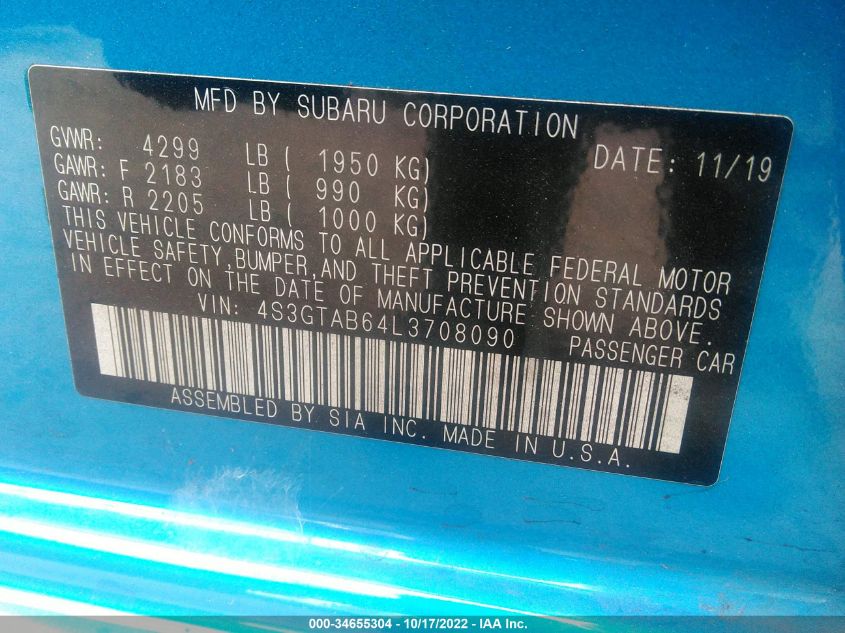 MFD BY SUBARU CORPORATION
GVWR: 4299 LB ( 1950 KG) DATE: 11/19
GAWR: F 2183 LB ( 990 KG)
GAWR: R 2205 LB ( 1000 KG)
THIS VEHICLE CONFORMS TO ALL APPLICABLE FEDERAL MOTOR
VEHICLE SAFETY, BUMPER, AND THEFT PREVENTION STANDARDS
IN EFFECT ON THE DATE OF MANUFACTURE SHOWN ABOVE.
VIN: 4S3GTAB64L3708090 PASSENGER CAR
ASSEMBLED BY SIA INC. MADE IN U.S.A.
000-34655304 - 10/17/2022 - IAA Inc.